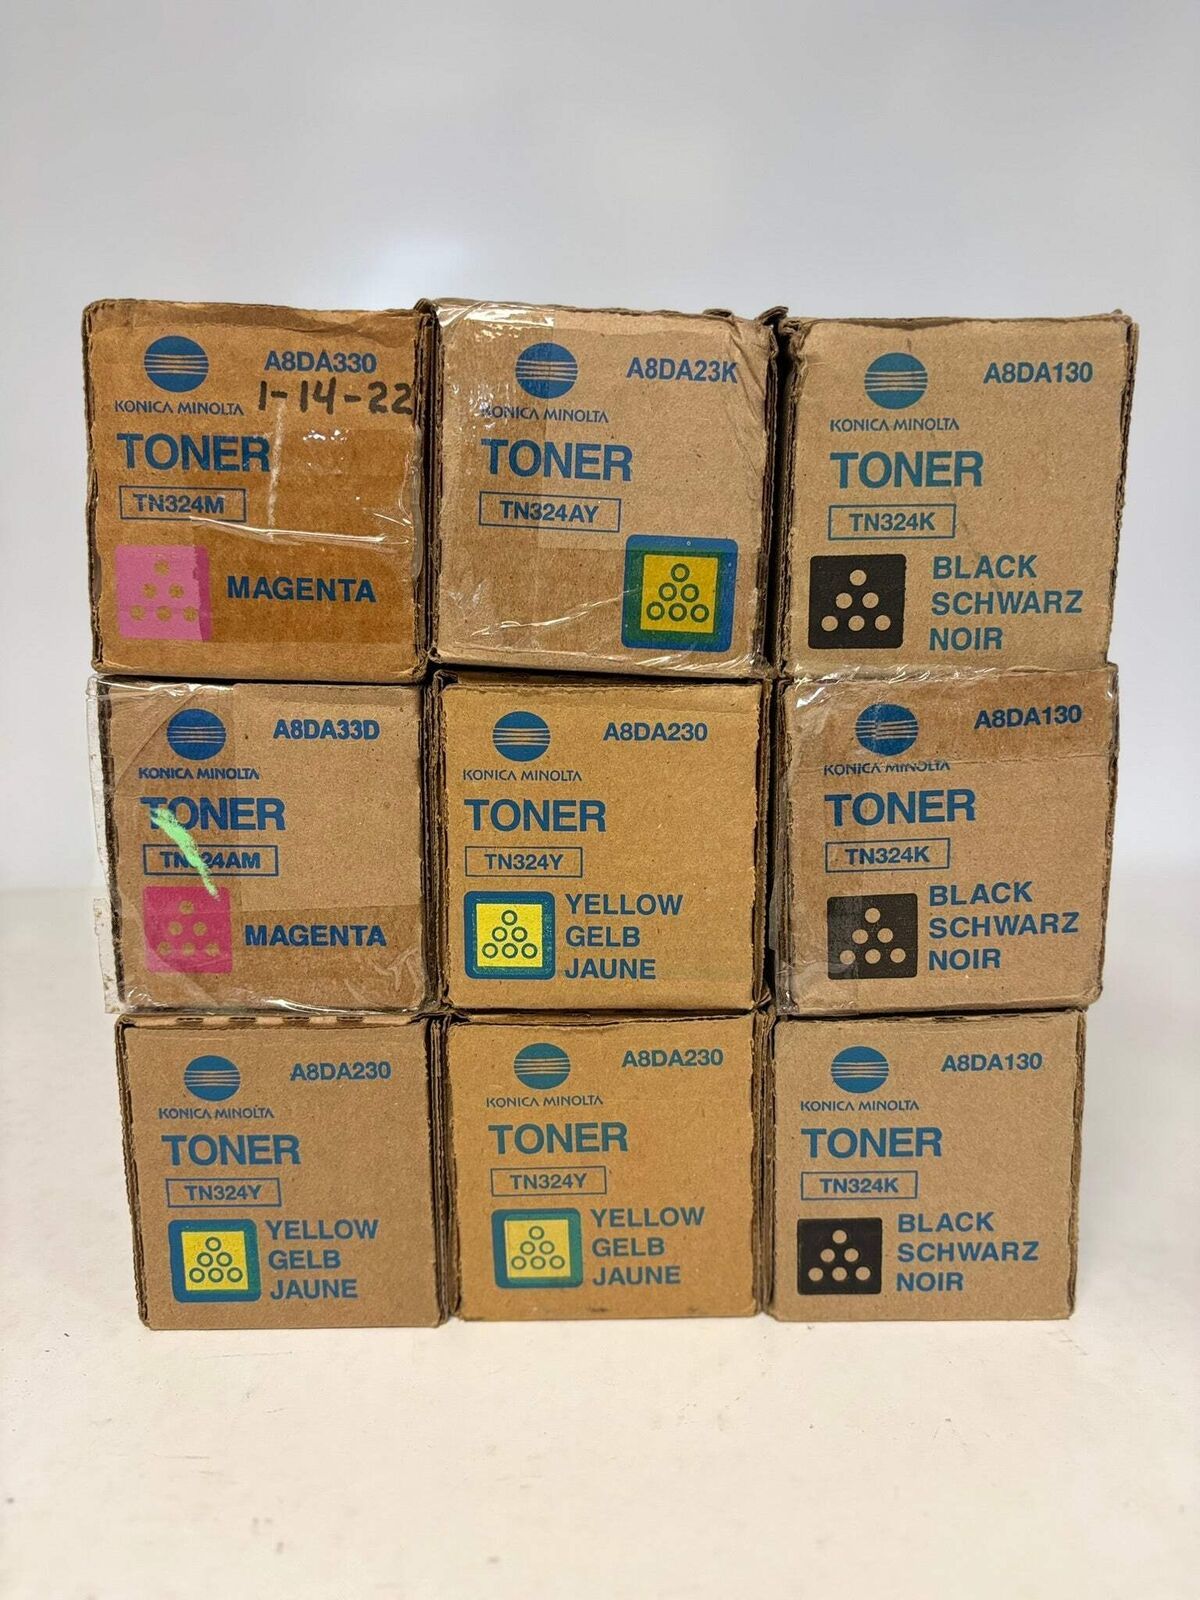 A8DA330
KONICA MINOLTA
1-14-22
TONER
TN324M
MAGENTA
A8DA23K
KONICA MINOLTA
TONER
TN324AY
A8DA130
KONICA MINOLTA
TONER
TN324K
BLACK
SCHWARZ
NOIR
A8DA33D
KONICA MINOLTA
TONER
TN324AM
MAGENTA
A8DA230
KONICA MINOLTA
TONER
TN324Y
YELLOW
GELB
JAUNE
A8DA130
KONICA MINOLTA
TONER
TN324K
BLACK
SCHWARZ
NOIR
A8DA230
KONICA MINOLTA
TONER
TN324Y
YELLOW
GELB
JAUNE
A8DA230
KONICA MINOLTA
TONER
TN324Y
YELLOW
GELB
JAUNE
A8DA130
KONICA MINOLTA
TONER
TN324K
BLACK
SCHWARZ
NOIR